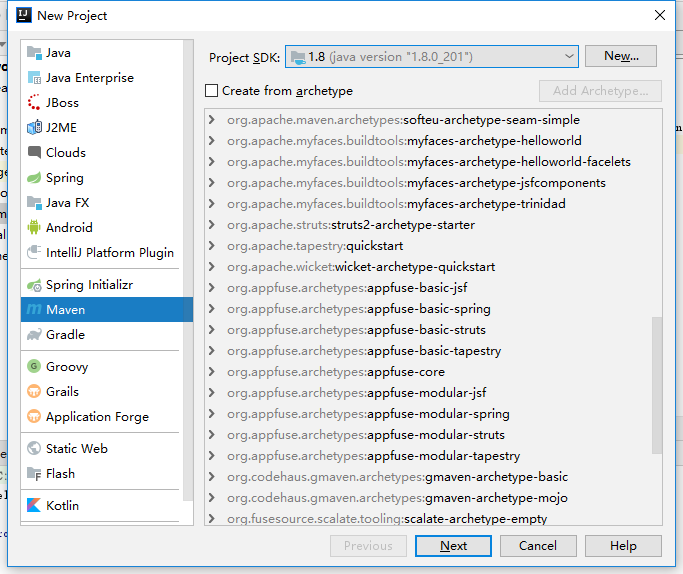 New Project
Java
Java Enterprise
JBoss
J2ME
Clouds
Spring
Java FX
Android
IntelliJ Platform Plugin
Spring Initializr
Maven
Gradle
Groovy
Grails
Application Forge
Static Web
Flash
Kotlin
Project SDK: 1.8 (java version "1.8.0_201") New...
Create from archetype Add Archetype...
org.apache.maven.archetypes:softeu-archetype-seam-simple
org.apache.myfaces.buildtools:myfaces-archetype-helloworld
org.apache.myfaces.buildtools:myfaces-archetype-helloworld-facelets
org.apache.myfaces.buildtools:myfaces-archetype-jsfcomponents
org.apache.myfaces.buildtools:myfaces-archetype-trinidad
org.apache.struts:struts2-archetype-starter
org.apache.tapestry:quickstart
org.apache.wicket:wicket-archetype-quickstart
org.appfuse.archetypes:appfuse-basic-jsf
org.appfuse.archetypes:appfuse-basic-spring
org.appfuse.archetypes:appfuse-basic-struts
org.appfuse.archetypes:appfuse-basic-tapestry
org.appfuse.archetypes:appfuse-core
org.appfuse.archetypes:appfuse-modular-jsf
org.appfuse.archetypes:appfuse-modular-spring
org.appfuse.archetypes:appfuse-modular-struts
org.appfuse.archetypes:appfuse-modular-tapestry
org.codehaus.gmaven.archetypes:gmaven-archetype-basic
org.codehaus.gmaven.archetypes:gmaven-archetype-mojo
org.fusesource.scalate.tooling:scalate-archetype-empty
Previous Next Cancel Help